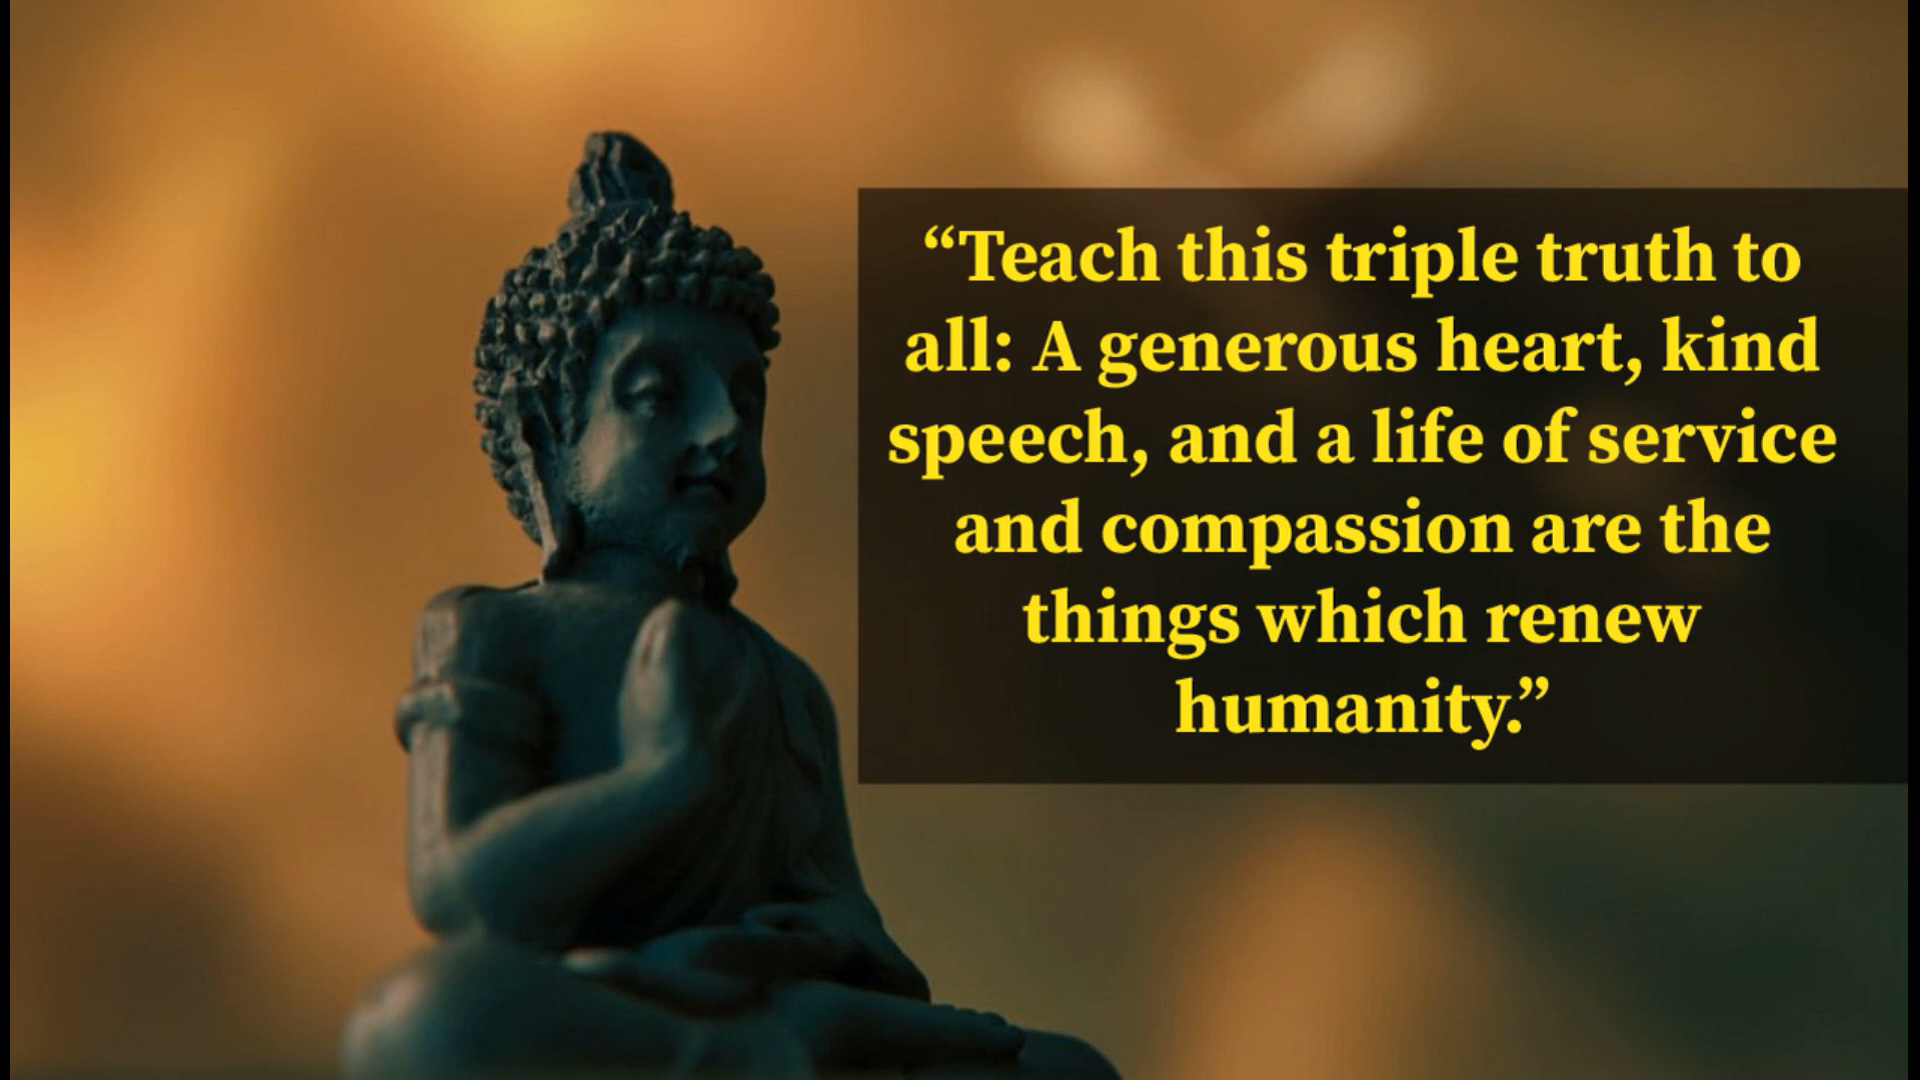 “Teach this triple truth to
all: A generous heart, kind
speech, and a life of service
and compassion are the
things which renew
humanity.”